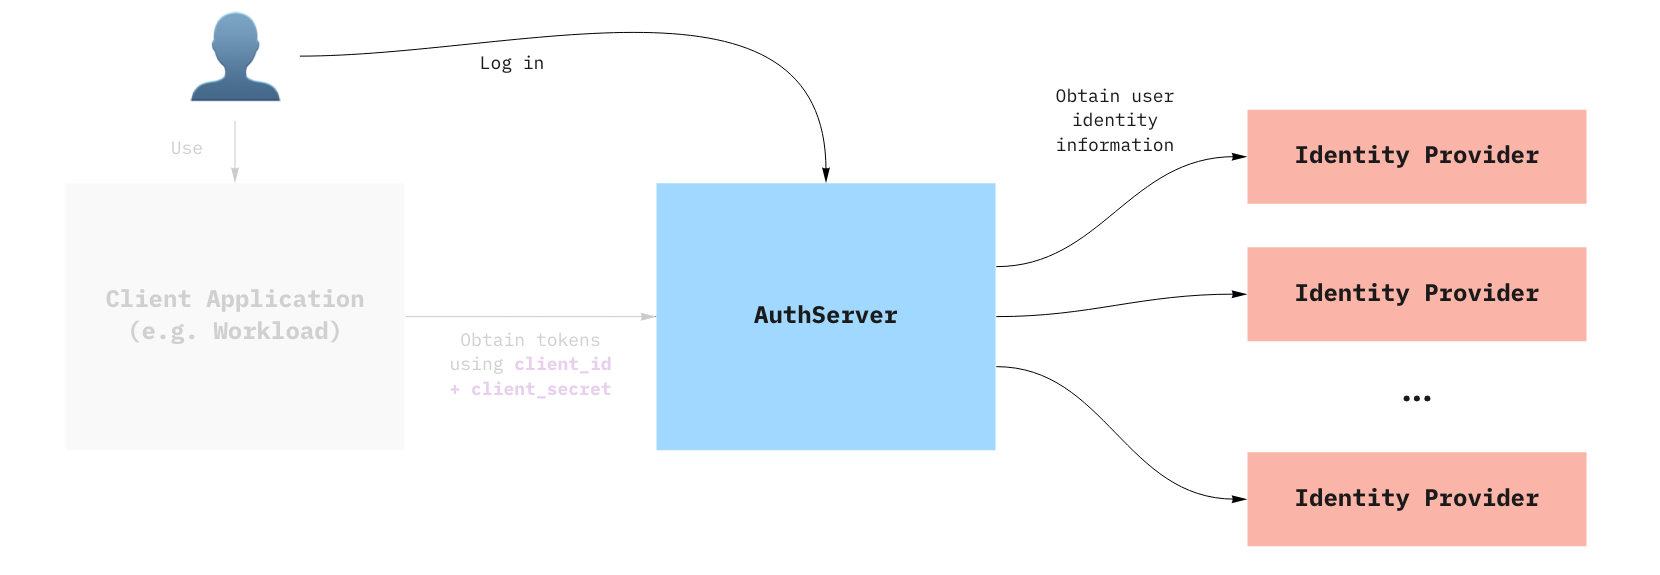 Log in
Use
Client Application
(e.g. Workload)
Obtain tokens
using client_id
+ client_secret
AuthServer
Obtain user
identity
information
Identity Provider
Identity Provider
...
Identity Provider